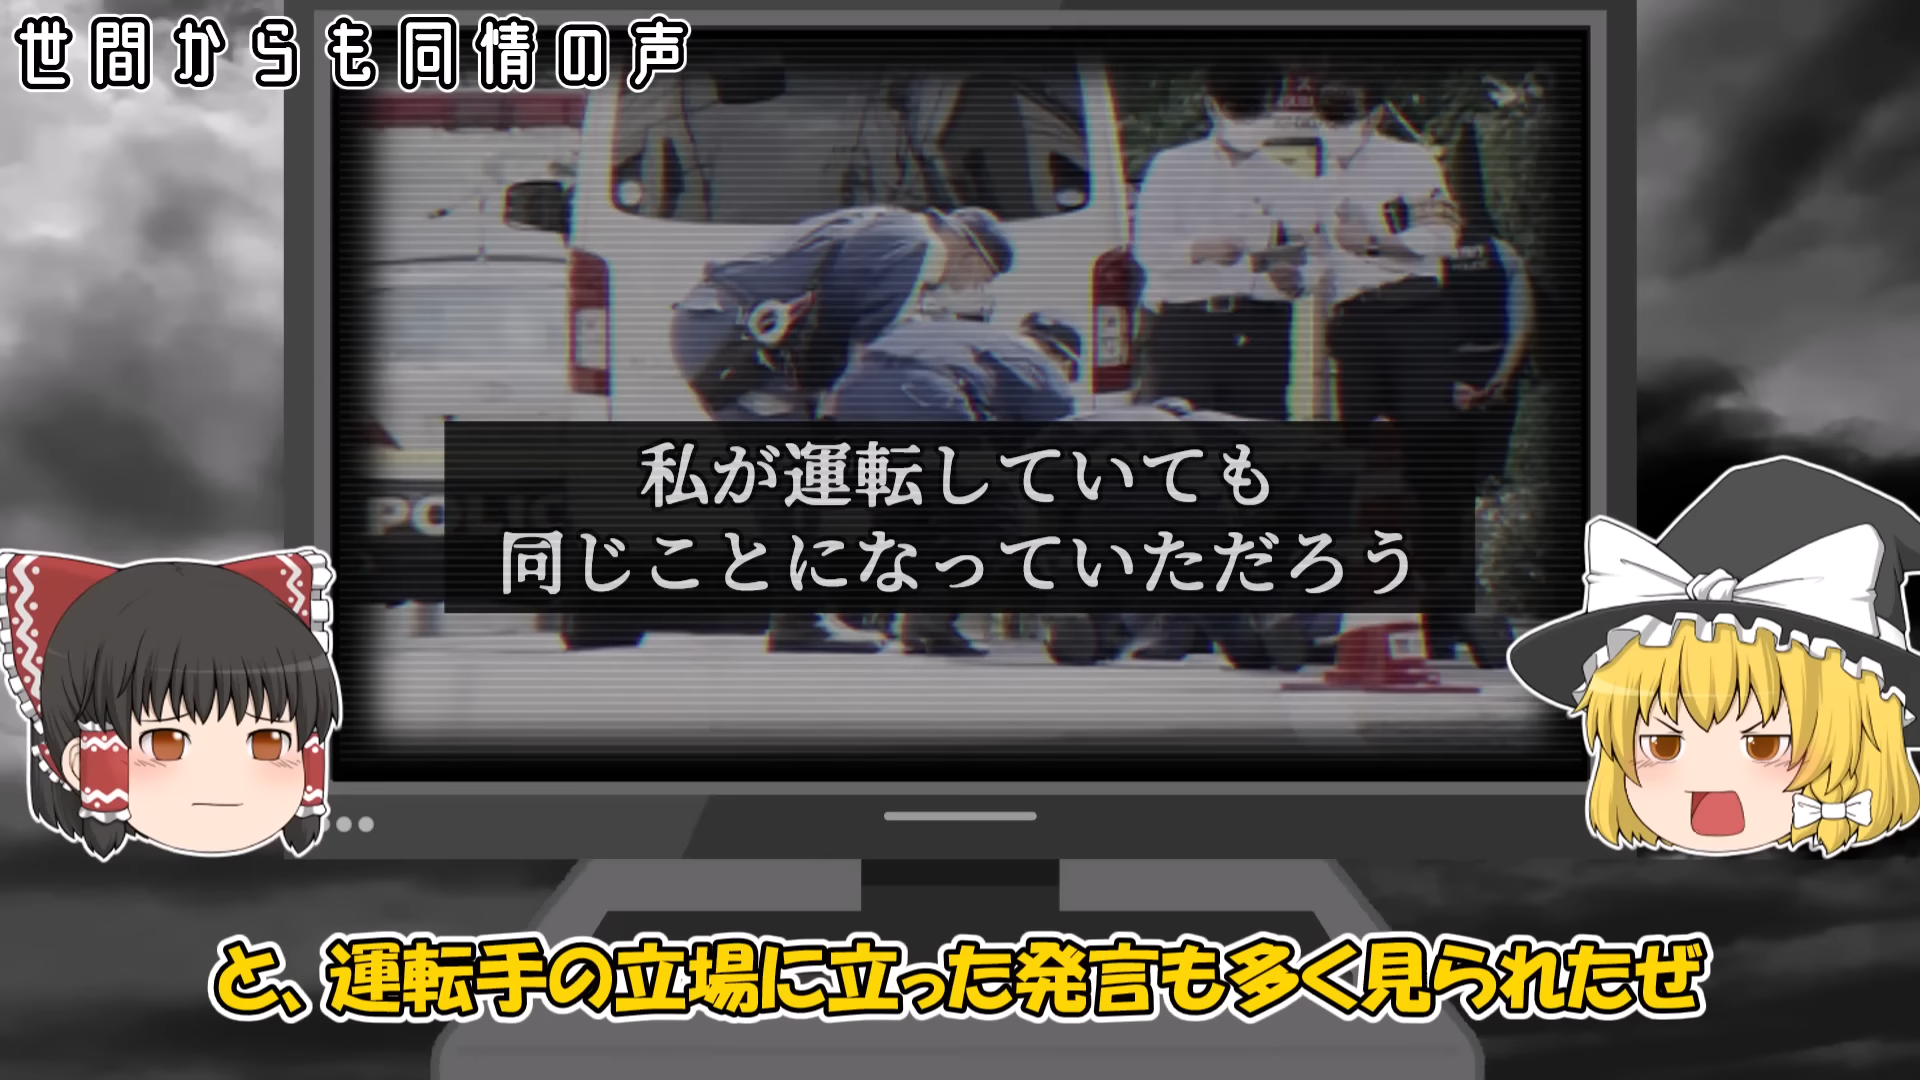 世間からも同情の声
私が運転していても
同じことになっていただろう
POLIC
と、運転手の立場に立った発言も多く見られたぜ